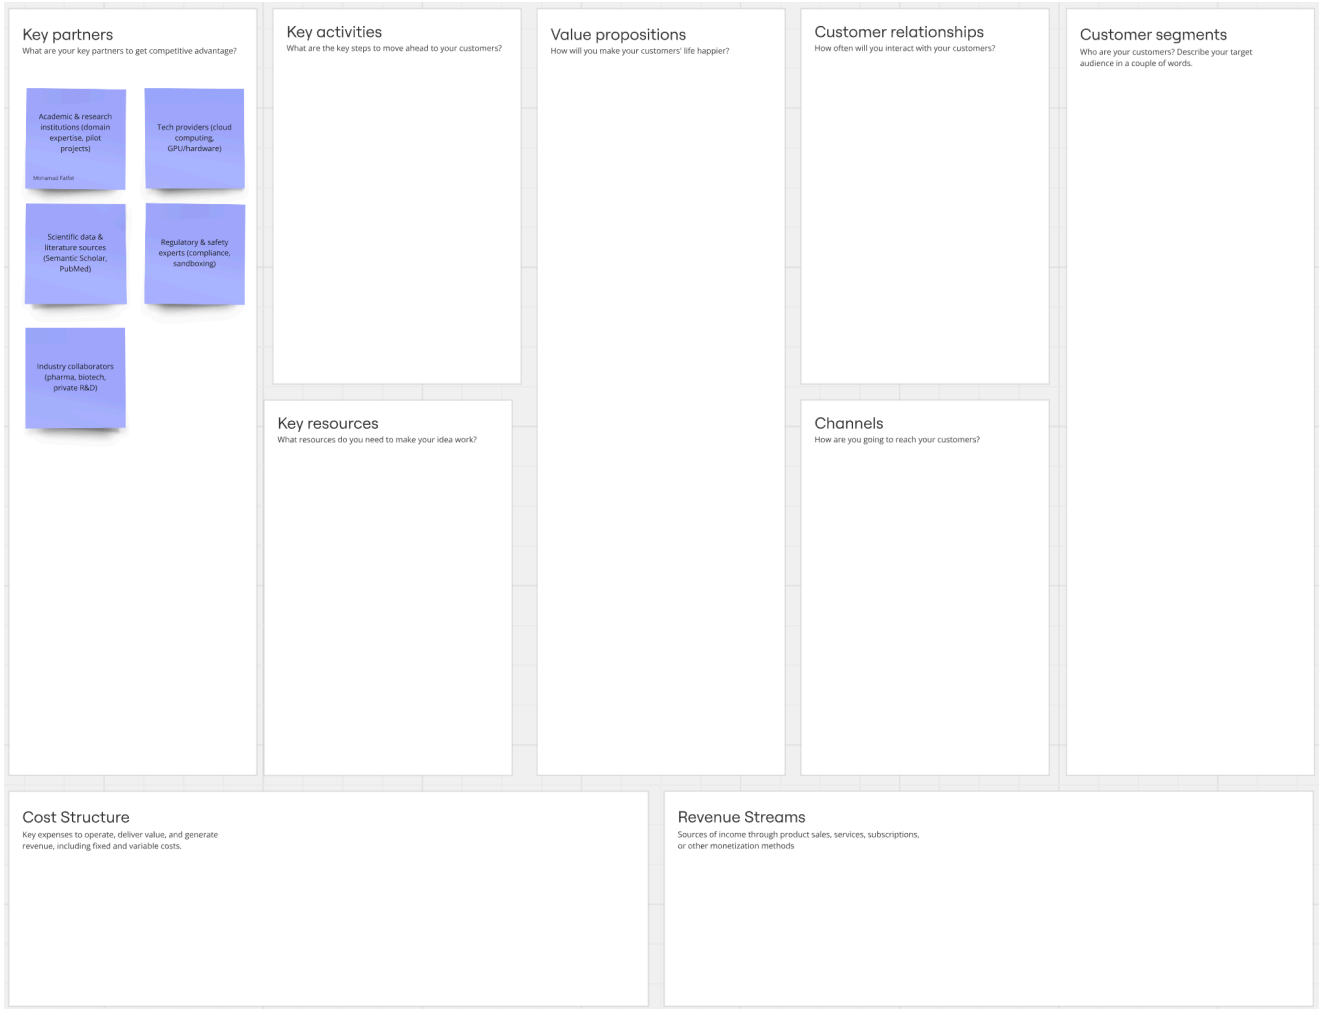 Key partners
What are your key partners to get competitive advantage?
Academic & research
institutions (domain
expertise, pilot
projects)
Mohamad Fathe
Tech providers (cloud
computing,
GPU/hardware)
Scientific data &
literature sources
(Semantic Scholar,
PubMed)
Regulatory & safety
experts (compliance,
sandboxing)
Industry collaborators
(pharma, biotech,
private R&D)
Key activities
What are the key steps to move ahead to your customers?
Key resources
What resources do you need to make your idea work?
Value propositions
How will you make your customers' life happier?
Customer relationships
How often will you interact with your customers?
Channels
How are you going to reach your customers?
Customer segments
Who are your customers? Describe your target
audience in a couple of words.
Cost Structure
Key expenses to operate, deliver value, and generate
revenue, including fixed and variable costs.
Revenue Streams
Sources of income through product sales, services, subscriptions,
or other monetization methods